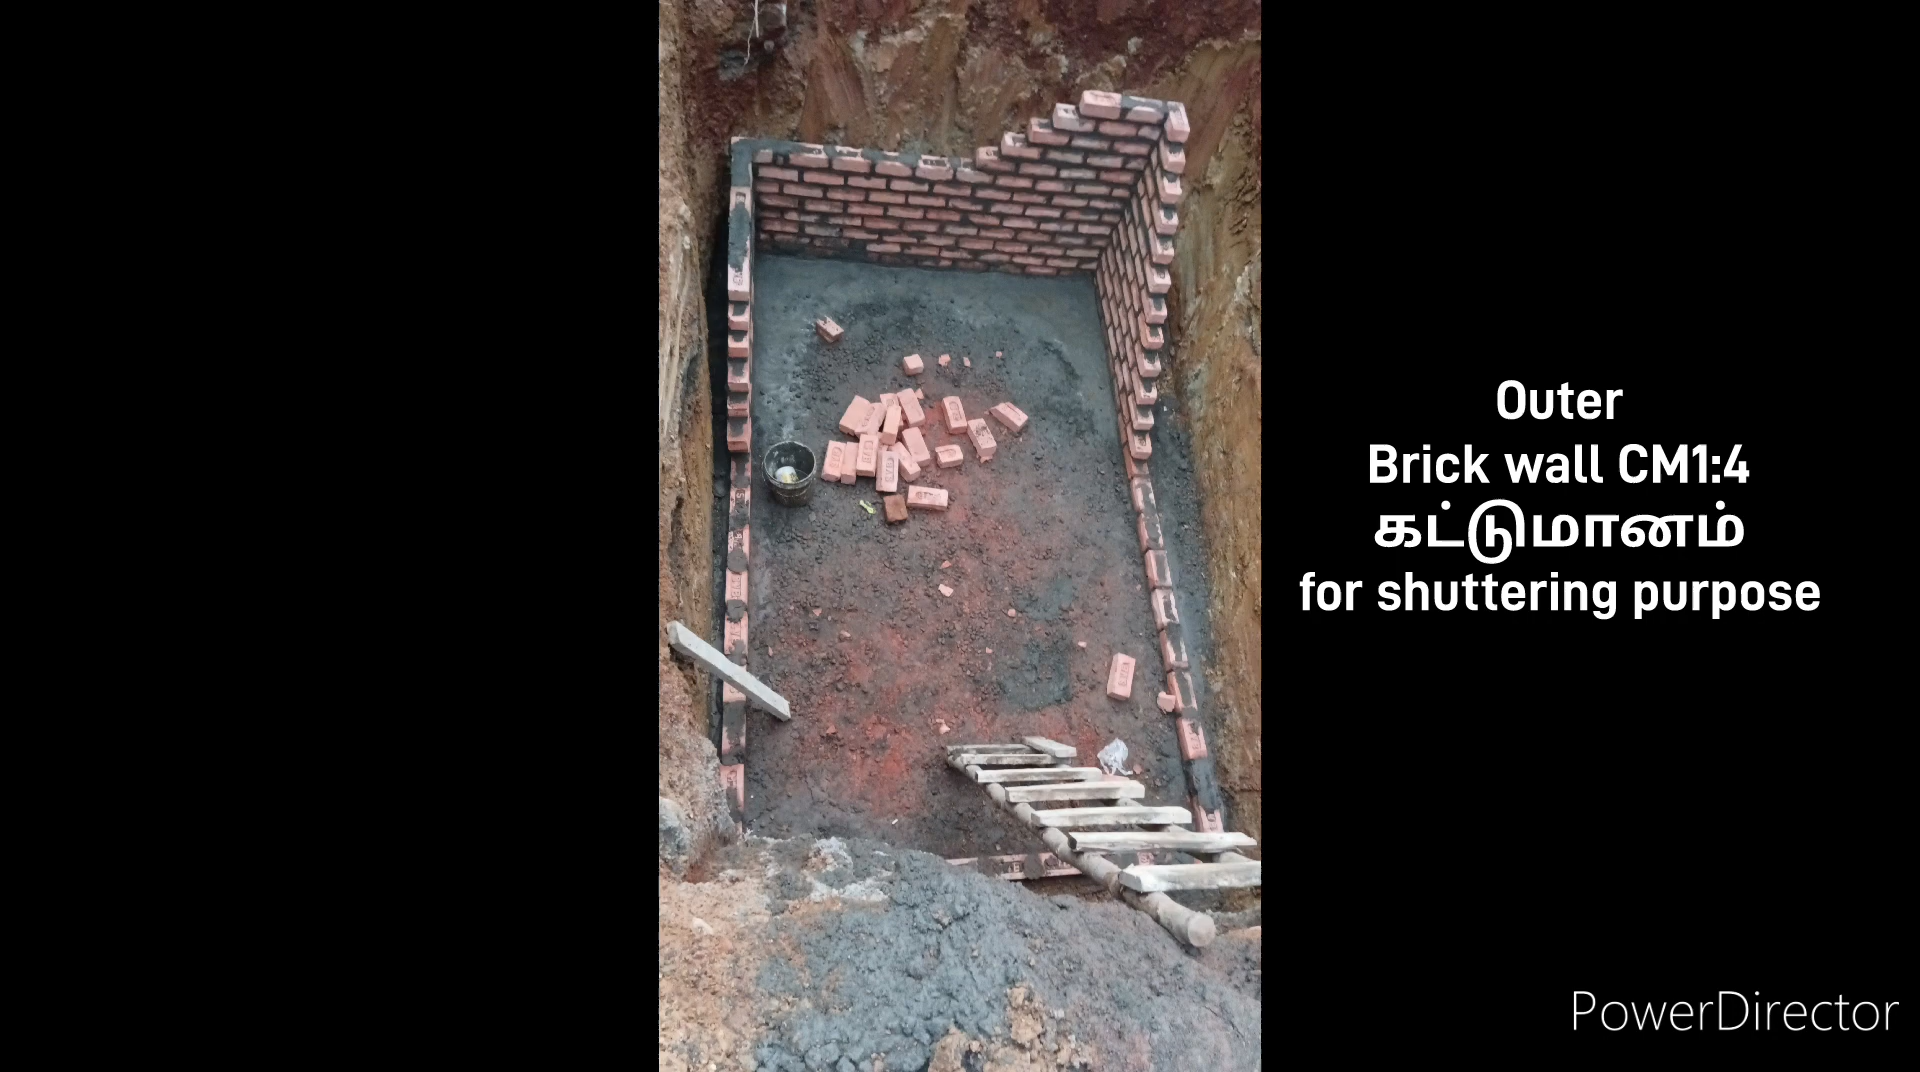 Outer
Brick wall CM1:4
கட்டுமானம்
for shuttering purpose
PowerDirector